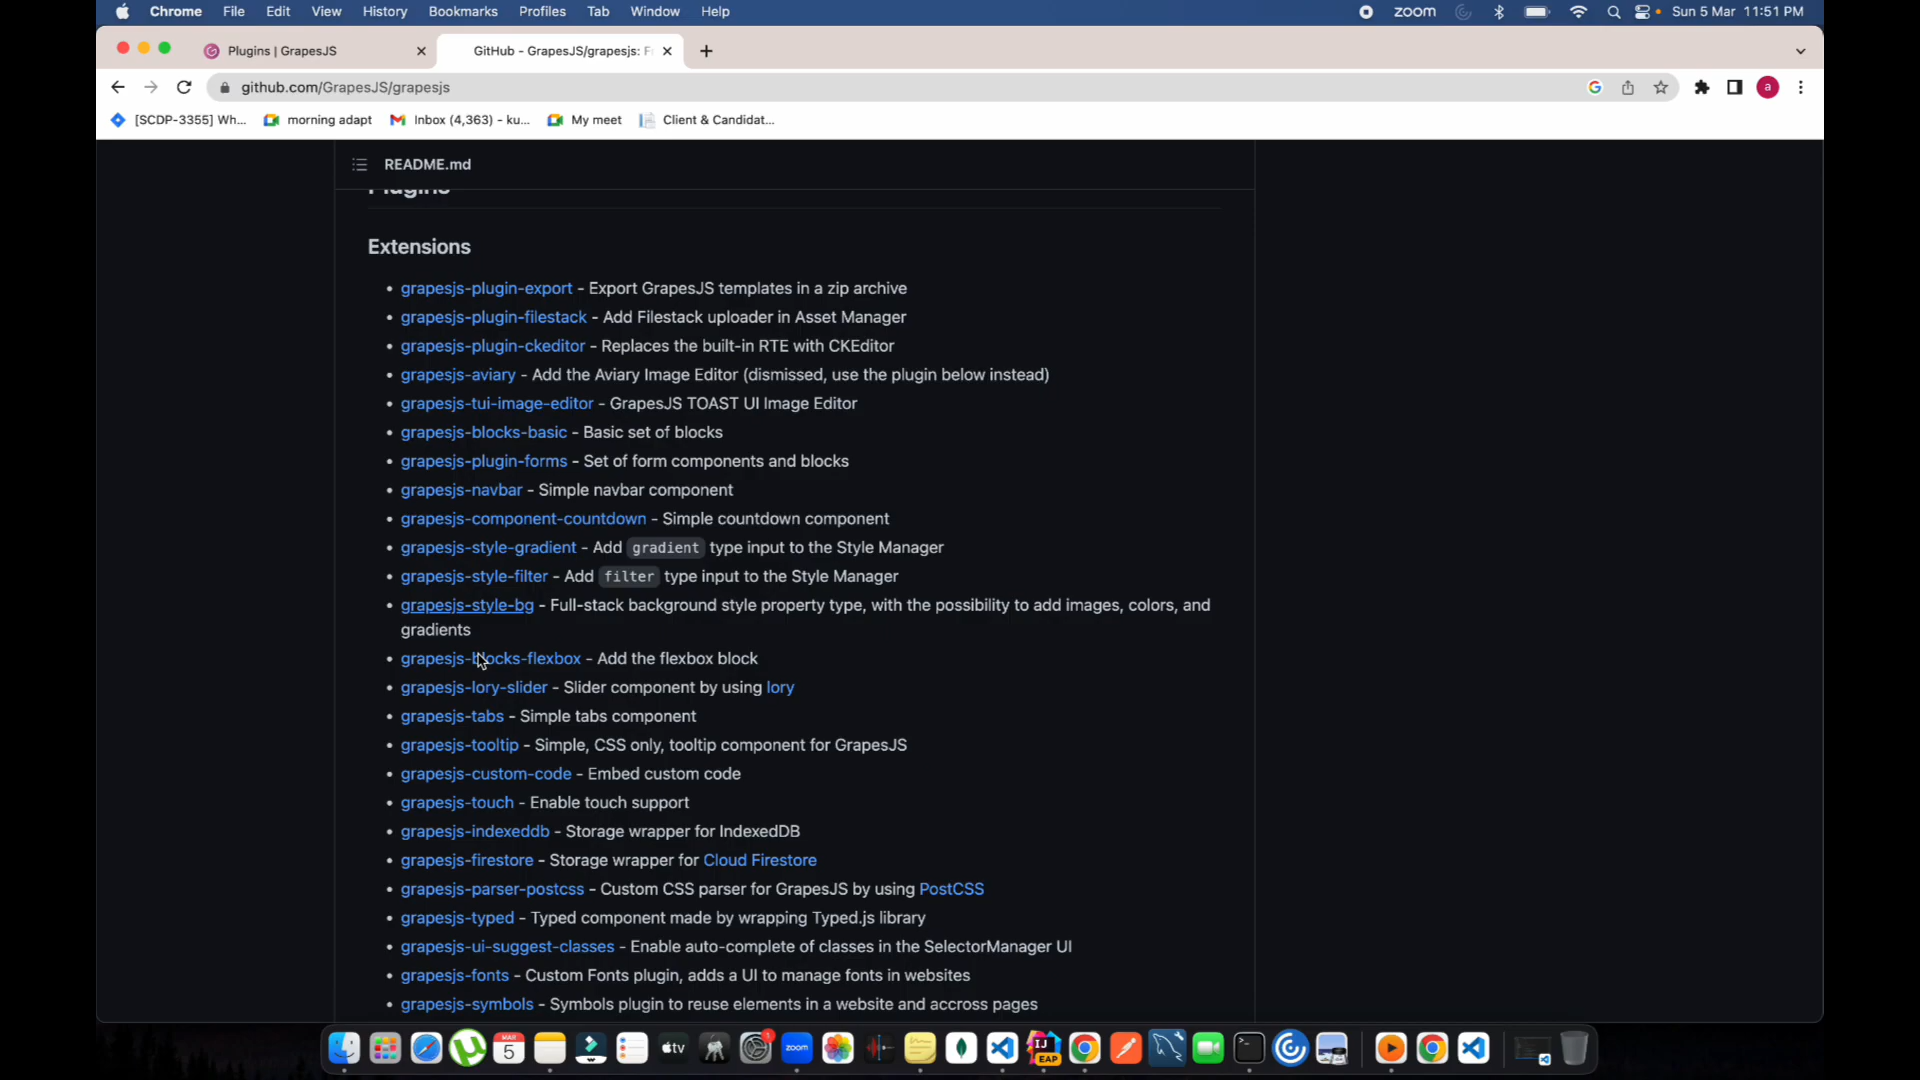 Chrome File Edit View History Bookmarks Profiles Tab Window Help zoom Sun 5 Mar 11:51 PM
Plugins | GrapesJS GitHub - GrapesJS/grapesjs: F
github.com/GrapesJS/grapesjs a
[SCDP-3355] Wh... morning adapt Inbox (4,363) - ku... My meet Client & Candidat...
README.md
Plugins
Extensions
• grapesjs-plugin-export - Export GrapesJS templates in a zip archive
• grapesjs-plugin-filestack - Add Filestack uploader in Asset Manager
• grapesjs-plugin-ckeditor - Replaces the built-in RTE with CKEditor
• grapesjs-aviary - Add the Aviary Image Editor (dismissed, use the plugin below instead)
• grapesjs-tui-image-editor - GrapesJS TOAST UI Image Editor
• grapesjs-blocks-basic - Basic set of blocks
• grapesjs-plugin-forms - Set of form components and blocks
• grapesjs-navbar - Simple navbar component
• grapesjs-component-countdown - Simple countdown component
• grapesjs-style-gradient - Add gradient type input to the Style Manager
• grapesjs-style-filter - Add filter type input to the Style Manager
• grapesjs-style-bg - Full-stack background style property type, with the possibility to add images, colors, and
gradients
• grapesjs-blocks-flexbox - Add the flexbox block
• grapesjs-lory-slider - Slider component by using lory
• grapesjs-tabs - Simple tabs component
• grapesjs-tooltip - Simple, CSS only, tooltip component for GrapesJS
• grapesjs-custom-code - Embed custom code
• grapesjs-touch - Enable touch support
• grapesjs-indexeddb - Storage wrapper for IndexedDB
• grapesjs-firestore - Storage wrapper for Cloud Firestore
• grapesjs-parser-postcss - Custom CSS parser for GrapesJS by using PostCSS
• grapesjs-typed - Typed component made by wrapping Typed.js library
• grapesjs-ui-suggest-classes - Enable auto-complete of classes in the SelectorManager UI
• grapesjs-fonts - Custom Fonts plugin, adds a UI to manage fonts in websites
• grapesjs-symbols - Symbols plugin to reuse elements in a website and accross pages
MAR 5 tv 1 zoom IJ EAP